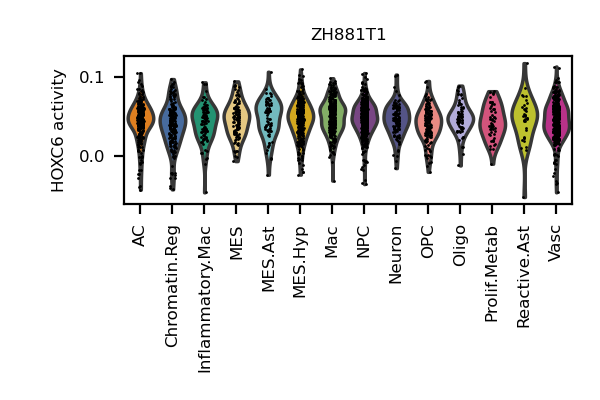 ZH881T1
HOXC6 activity
0.1
0.0
AC
Chromatin.Reg
Inflammatory.Mac
MES
MES.Ast
MES.Hyp
Mac
NPC
Neuron
OPC
Oligo
Prolif.Metab
Reactive.Ast
Vasc